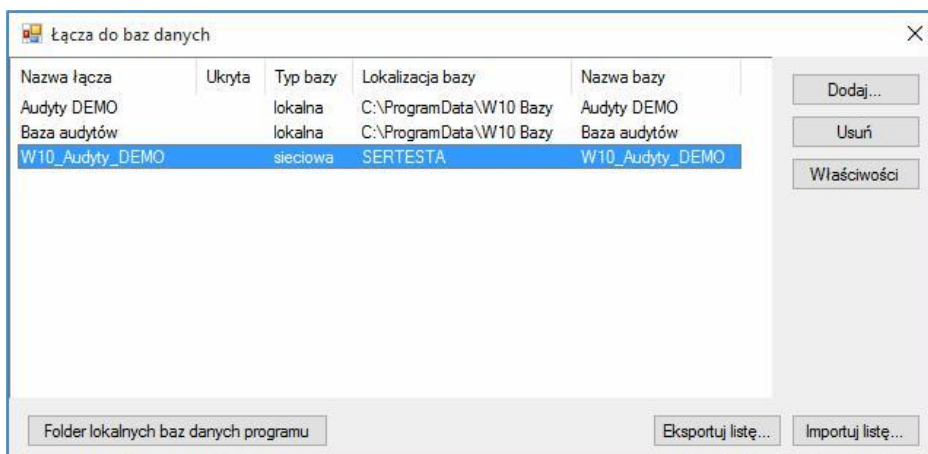 Łącza do baz danych
Nazwa łącza Ukryta Typ bazy Lokalizacja bazy Nazwa bazy
Audyty DEMO lokalna C:\ProgramData\W10 Bazy Audyty DEMO
Baza audytów lokalna C:\ProgramData\W10 Bazy Baza audytów
W10_Audyty_DEMO sieciowa SERTESTA W10_Audyty_DEMO
Dodaj...
Usuń
Właściwości
Folder lokalnych baz danych programu Eksportuj listę... Importuj listę...